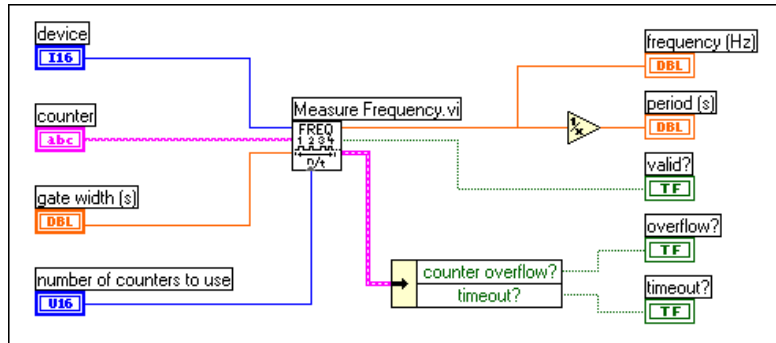 device
I16
counter
abc
gate width (s)
DBL
number of counters to use
U16
Measure Frequency.vi
FREQ
1 2 3 4
n/t
1/x
counter overflow?
timeout?
frequency (Hz)
DBL
period (s)
DBL
valid?
TF
overflow?
TF
timeout?
TF